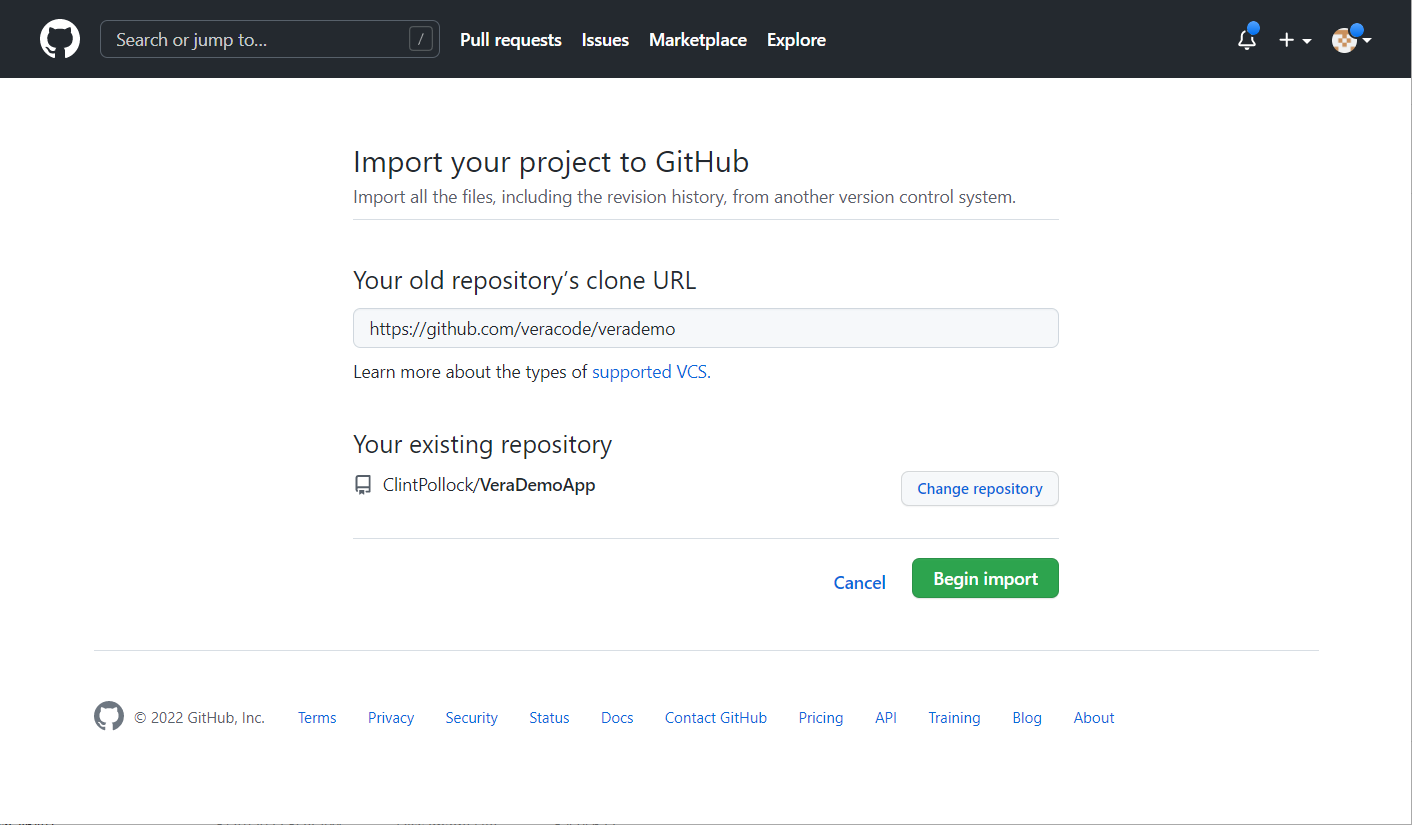 Search or jump to... / Pull requests Issues Marketplace Explore
Import your project to GitHub
Import all the files, including the revision history, from another version control system.
Your old repository’s clone URL
https://github.com/veracode/verademo
Learn more about the types of supported VCS.
Your existing repository
ClintPollock/VeraDemoApp Change repository
Cancel Begin import
© 2022 GitHub, Inc. Terms Privacy Security Status Docs Contact GitHub Pricing API Training Blog About